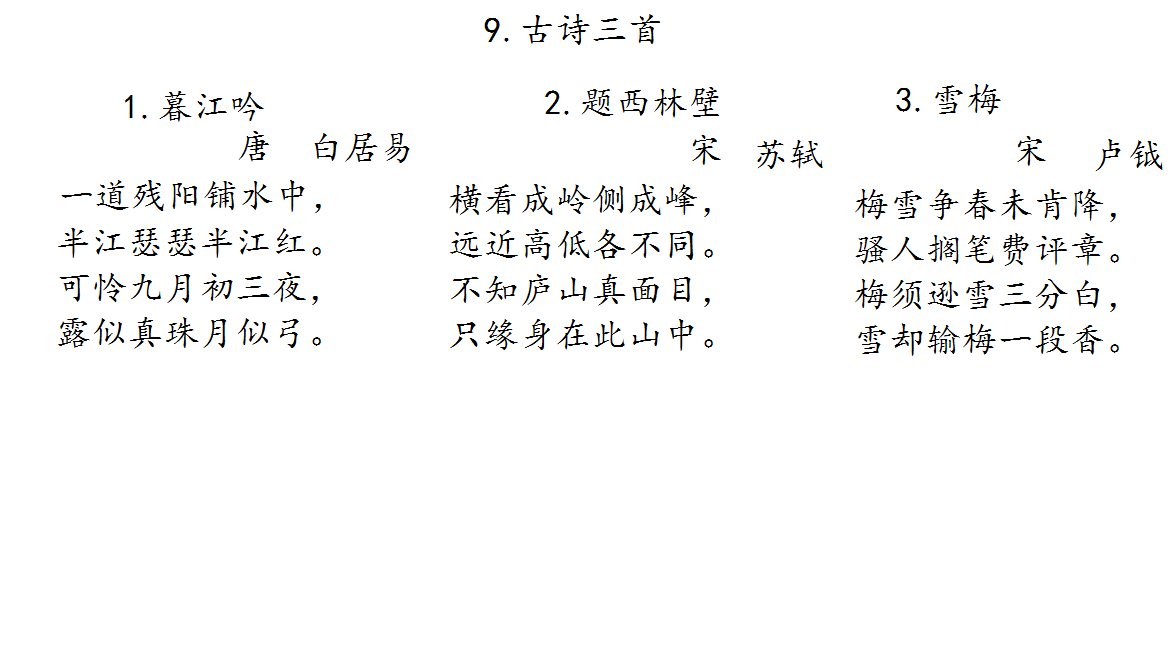 9.古诗三首
1.暮江吟
唐 白居易
一道残阳铺水中，
半江瑟瑟半江红。
可怜九月初三夜，
露似真珠月似弓。
2.题西林壁
宋 苏轼
横看成岭侧成峰，
远近高低各不同。
不知庐山真面目，
只缘身在此山中。
3.雪梅
宋 卢钺
梅雪争春未肯降，
骚人搁笔费评章。
梅须逊雪三分白，
雪却输梅一段香。